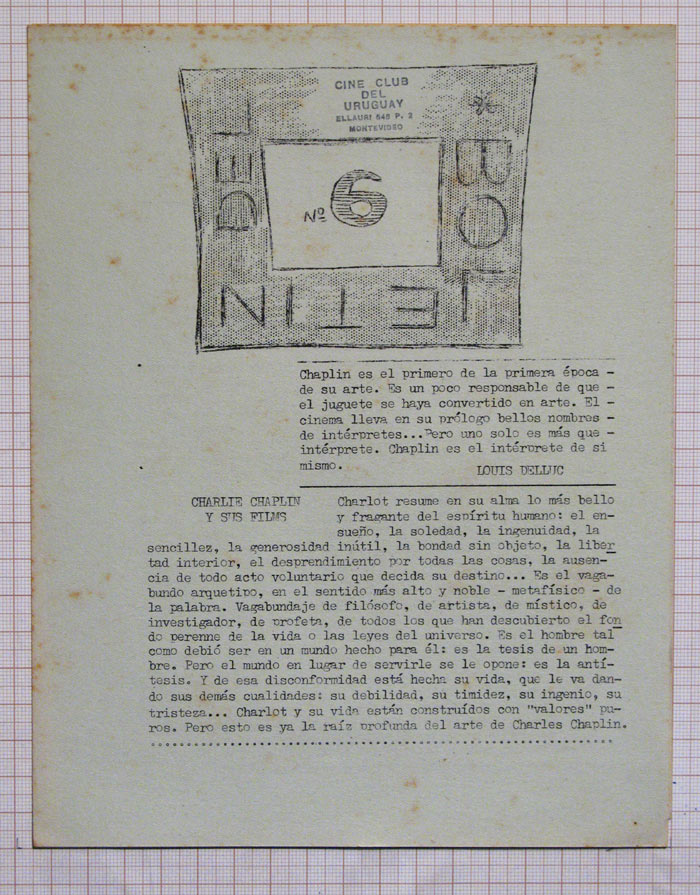 CINE CLUB
DEL
URUGUAY
ELLAURI 645 P. 2
MONTEVIDEO
BOLETIN
DEL
Nº 6
Chaplin es el primero de la primera época -
de su arte. Es un poco responsable de que -
el juguete se haya convertido en arte. El -
cinema lleva en su prólogo bellos nombres -
de intérpretes...Pero uno solo es más que -
intérprete. Chaplin es el intérprete de si
mismo. LOUIS DELLUC
CHARLIE CHAPLIN
Y SUS FILMS
Charlot resume en su alma lo más bello
y fragante del espíritu humano: el en-
sueño, la soledad, la ingenuidad, la
sencillez, la generosidad inútil, la bondad sin objeto, la liber
tad interior, el desprendimiento por todas las cosas, la ausen-
cia de todo acto voluntario que decida su destino... Es el vaga-
bundo arquetipo, en el sentido más alto y noble - metafísico - de
la palabra. Vagabundaje de filósofo, de artista, de místico, de
investigador, de profeta, de todos los que han descubierto el fon
do perenne de la vida o las leyes del universo. Es el hombre tal
como debió ser en un mundo hecho para él: es la tesis de un hom-
bre. Pero el mundo en lugar de servirle se le opone: es la antí-
tesis. Y de esa disconformidad está hecha su vida, que le va dan-
do sus demás cualidades: su debilidad, su timidez, su ingenio, su
tristeza... Charlot y su vida están construídos con "valores" pu-
ros. Pero esto es ya la raíz profunda del arte de Charles Chaplin.